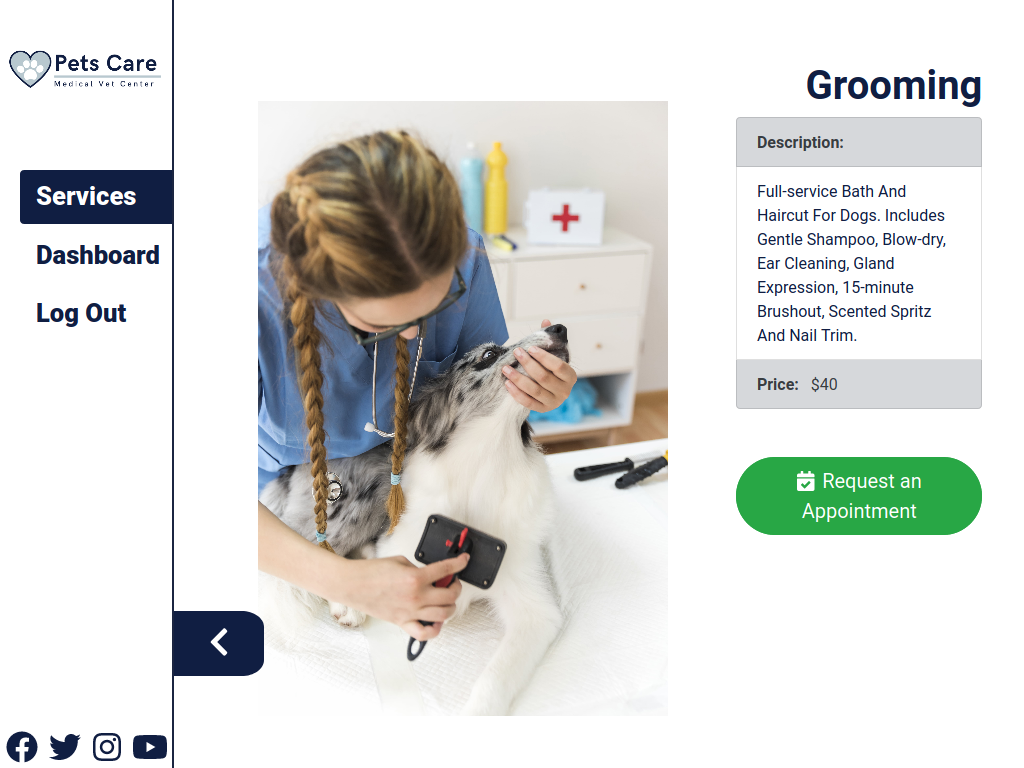 Pets Care
Medical Vet Center
Services
Dashboard
Log Out
Grooming
Description:
Full-service Bath And
Haircut For Dogs. Includes
Gentle Shampoo, Blow-dry,
Ear Cleaning, Gland
Expression, 15-minute
Brushout, Scented Spritz
And Nail Trim.
Price: $40
Request an
Appointment